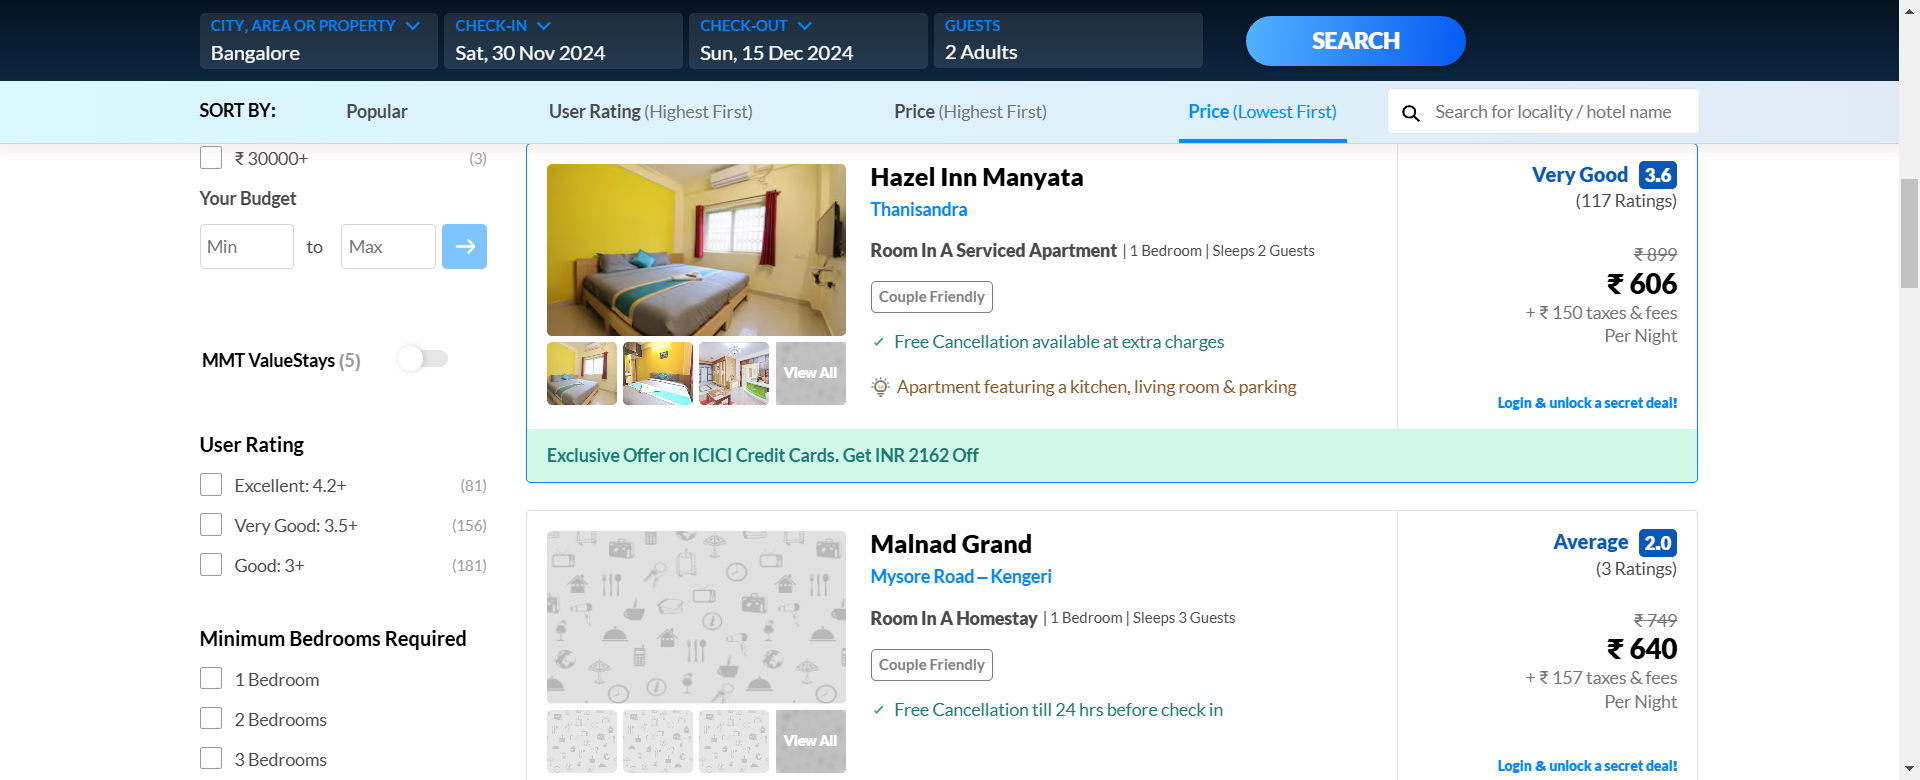 CITY, AREA OR PROPERTY
Bangalore
CHECK-IN
Sat, 30 Nov 2024
CHECK-OUT
Sun, 15 Dec 2024
GUESTS
2 Adults
SEARCH
SORT BY:
Popular
User Rating (Highest First)
Price (Highest First)
Price (Lowest First)
Search for locality / hotel name
₹ 30000+ (3)
Your Budget
Min to Max
MMT ValueStays (5)
User Rating
Excellent: 4.2+ (81)
Very Good: 3.5+ (156)
Good: 3+ (181)
Minimum Bedrooms Required
1 Bedroom
2 Bedrooms
3 Bedrooms
Hazel Inn Manyata
Thanisandra
Room In A Serviced Apartment | 1 Bedroom | Sleeps 2 Guests
Couple Friendly
Free Cancellation available at extra charges
Apartment featuring a kitchen, living room & parking
View All
Very Good 3.6
(117 Ratings)
₹ 899
₹ 606
+ ₹ 150 taxes & fees
Per Night
Login & unlock a secret deal!
Exclusive Offer on ICICI Credit Cards. Get INR 2162 Off
Malnad Grand
Mysore Road – Kengeri
Room In A Homestay | 1 Bedroom | Sleeps 3 Guests
Couple Friendly
Free Cancellation till 24 hrs before check in
View All
Average 2.0
(3 Ratings)
₹ 749
₹ 640
+ ₹ 157 taxes & fees
Per Night
Login & unlock a secret deal!